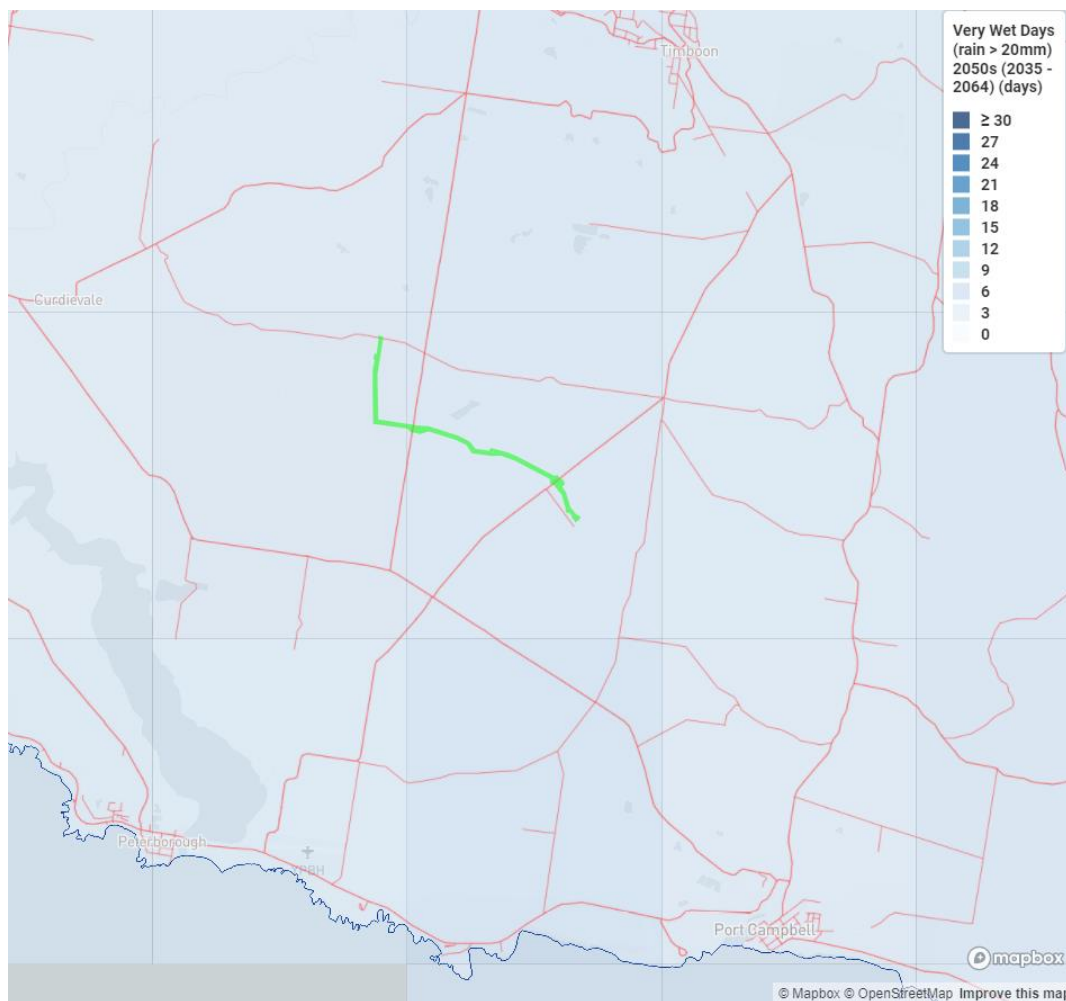 Timboon
Very Wet Days
(rain > 20mm)
2050s (2035 -
2064) (days)
≥ 30
27
24
21
18
15
12
9
6
3
0
Curdievale
Peterborough
YPBH
Port Campbell
mapbox
© Mapbox © OpenStreetMap Improve this map